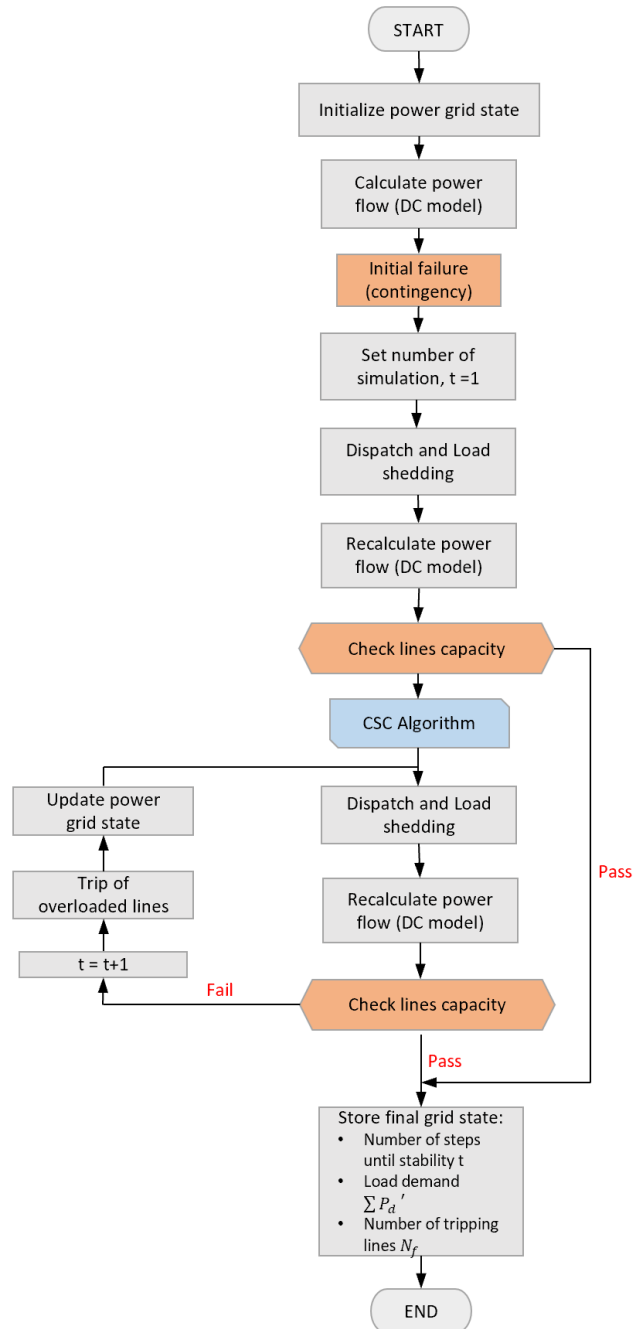 START
Initialize power grid state
Calculate power
flow (DC model)
Initial failure
(contingency)
Set number of
simulation, t =1
Dispatch and Load
shedding
Recalculate power
flow (DC model)
Check lines capacity
CSC Algorithm
Update power
grid state
Dispatch and Load
shedding
Pass
Trip of
overloaded lines
Recalculate power
flow (DC model)
t = t+1
Fail
Check lines capacity
Pass
Store final grid state:
• Number of steps
until stability t
• Load demand
∑ P_d ′
• Number of tripping
lines N_f
END